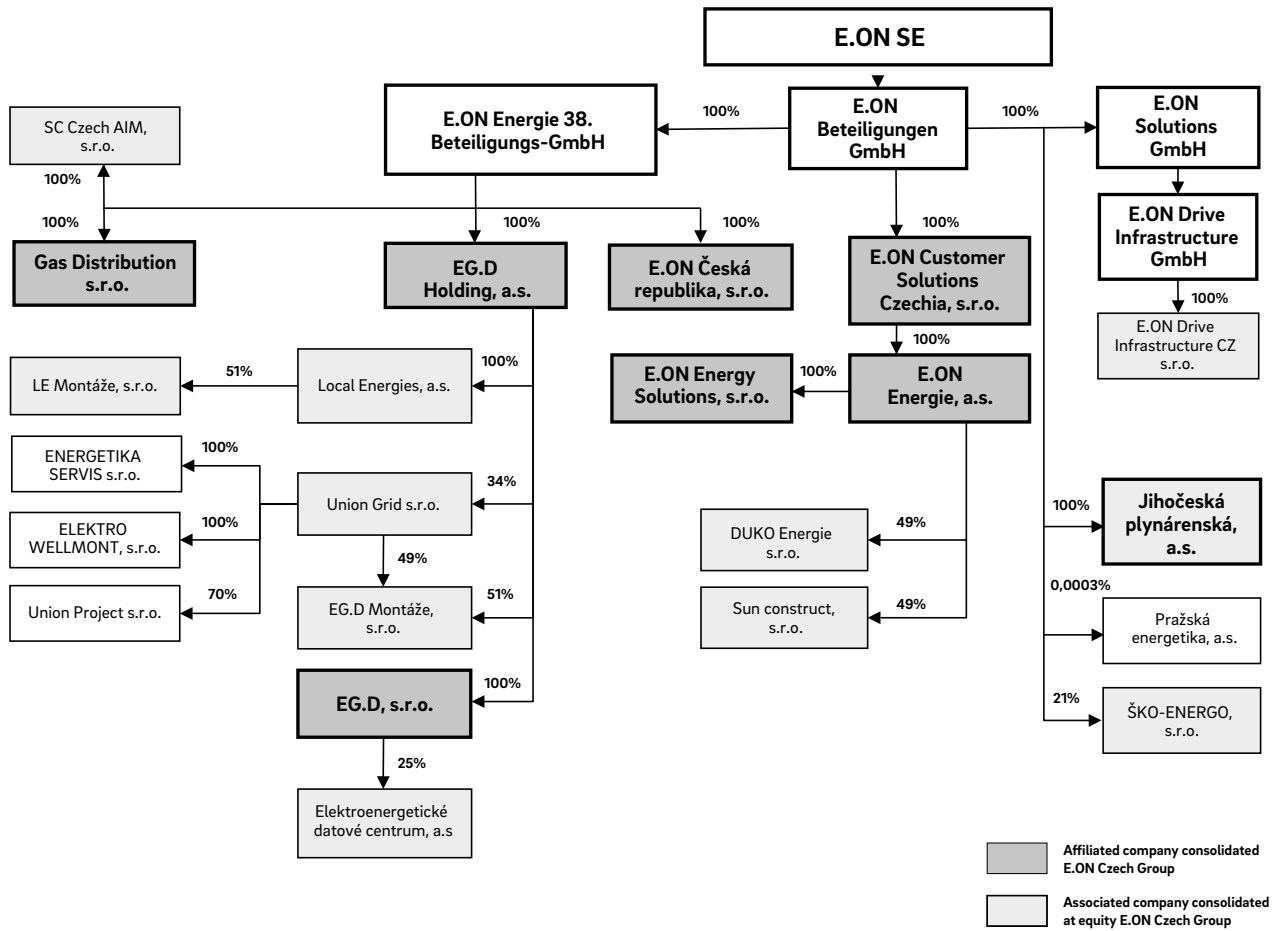 E.ON SE
E.ON Energie 38.
Beteiligungs-GmbH
100%
E.ON
Beteiligungen
GmbH
100%
E.ON
Solutions
GmbH
SC Czech AIM,
s.r.o.
100%
100%
100%
100%
100%
E.ON Drive
Infrastructure
GmbH
Gas Distribution
s.r.o.
EG.D
Holding, a.s.
E.ON Česká
republika, s.r.o.
E.ON Customer
Solutions
Czechia, s.r.o.
100%
E.ON Drive
Infrastructure CZ
s.r.o.
100%
LE Montáže, s.r.o.
51%
Local Energies, a.s.
100%
E.ON Energy
Solutions, s.r.o.
100%
E.ON
Energie, a.s.
ENERGETIKA
SERVIS s.r.o.
100%
Union Grid s.r.o.
34%
ELEKTRO
WELLMONT, s.r.o.
100%
49%
DUKO Energie
s.r.o.
49%
100%
Jihočeská
plynárenská,
a.s.
Union Project s.r.o.
70%
EG.D Montáže,
s.r.o.
51%
Sun construct,
s.r.o.
49%
0,0003%
Pražská
energetika, a.s.
EG.D, s.r.o.
100%
21%
ŠKO-ENERGO,
s.r.o.
25%
Elektroenergetické
datové centrum, a.s
Affiliated company consolidated
E.ON Czech Group
Associated company consolidated
at equity E.ON Czech Group